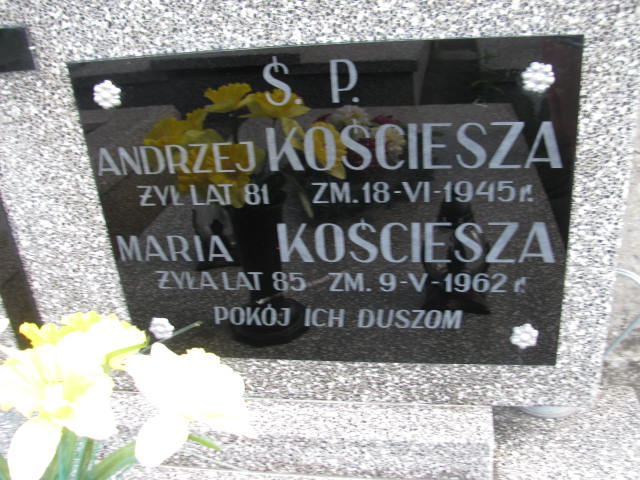 Ś. P.
ANDRZEJ KOŚCIESZA
ŻYŁ LAT 81 ZM. 18-VI-1945 r.
MARIA KOŚCIESZA
ŻYŁA LAT 85 ZM. 9-V-1962 r.
POKÓJ ICH DUSZOM